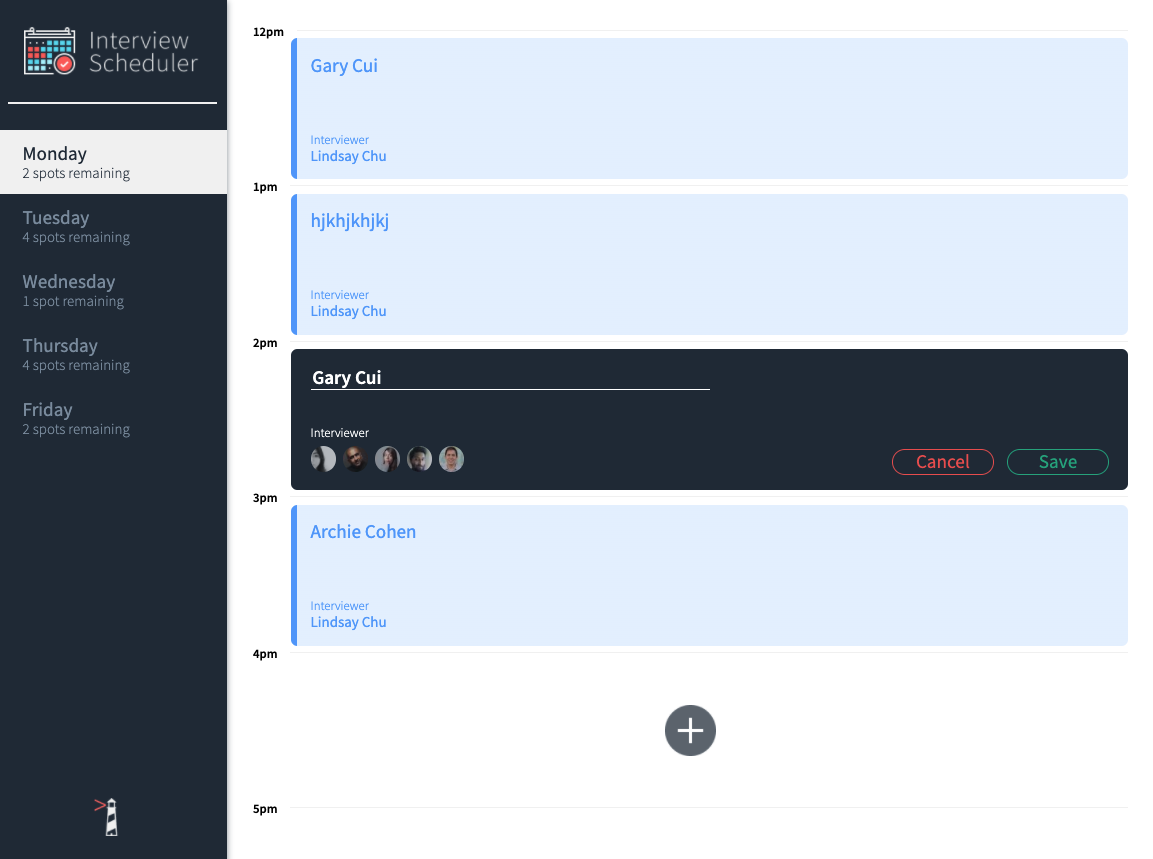 Interview
Scheduler
Monday
2 spots remaining
Tuesday
4 spots remaining
Wednesday
1 spot remaining
Thursday
4 spots remaining
Friday
2 spots remaining
12pm
Gary Cui
Interviewer
Lindsay Chu
1pm
hjkhjkhjkj
Interviewer
Lindsay Chu
2pm
Gary Cui
Interviewer
Cancel Save
3pm
Archie Cohen
Interviewer
Lindsay Chu
4pm
5pm